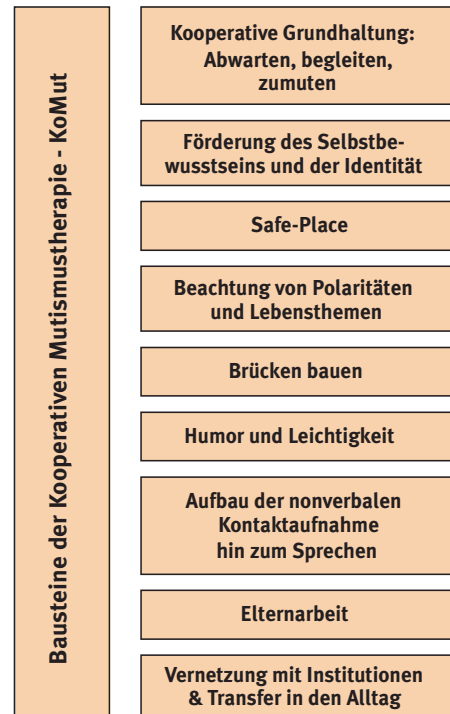 Bausteine der Kooperativen Mutismustherapie - KoMut
Kooperative Grundhaltung:
Abwarten, begleiten,
zumuten
Förderung des Selbstbe-
wusstseins und der Identität
Safe-Place
Beachtung von Polaritäten
und Lebensthemen
Brücken bauen
Humor und Leichtigkeit
Aufbau der nonverbalen
Kontaktaufnahme
hin zum Sprechen
Elternarbeit
Vernetzung mit Institutionen
& Transfer in den Alltag